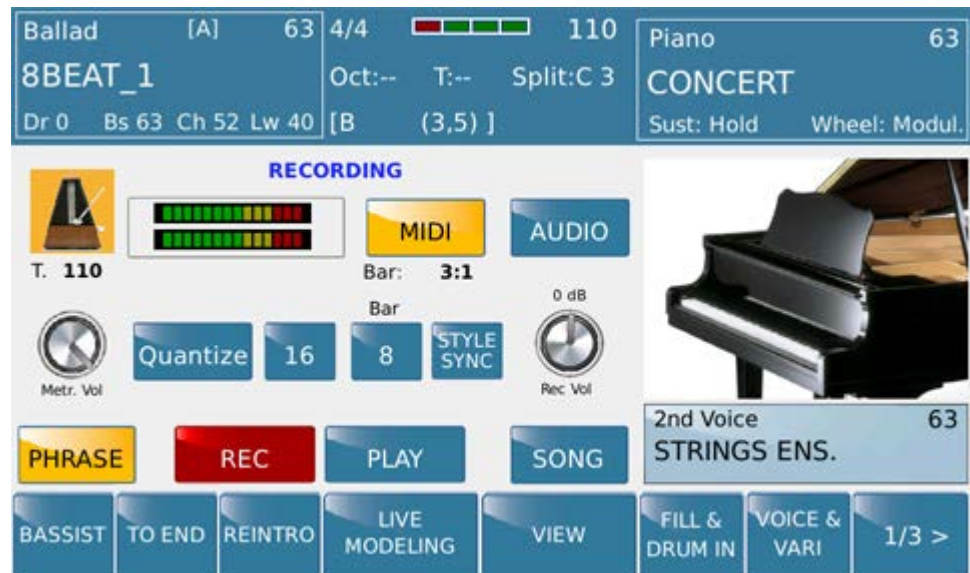 Ballad [A] 63
8BEAT_1
Dr 0 Bs 63 Ch 52 Lw 40
4/4 110
Oct:-- T:-- Split:C 3
[B (3,5) ]
Piano 63
CONCERT
Sust: Hold Wheel: Modul.
RECORDING
MIDI
AUDIO
T. 110
Bar: 3:1
0 dB
Bar
Quantize
16
8
STYLE
SYNC
Metr. Vol
Rec Vol
2nd Voice 63
STRINGS ENS.
PHRASE
REC
PLAY
SONG
BASSIST
TO END
REINTRO
LIVE
MODELING
VIEW
FILL &
DRUM IN
VOICE &
VARI
1/3 >